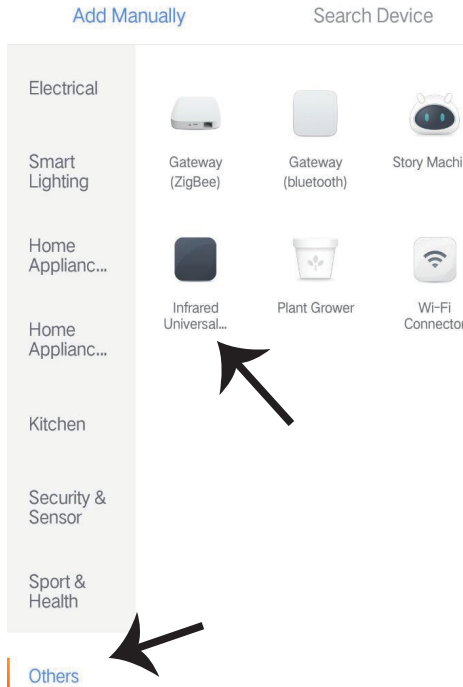 Add Manually
Search Device
Electrical
Smart
Lighting
Home
Applianc...
Home
Applianc...
Kitchen
Security &
Sensor
Sport &
Health
Others
Gateway
(ZigBee)
Gateway
(bluetooth)
Story Machi
Infrared
Universal...
Plant Grower
Wi-Fi
Connector